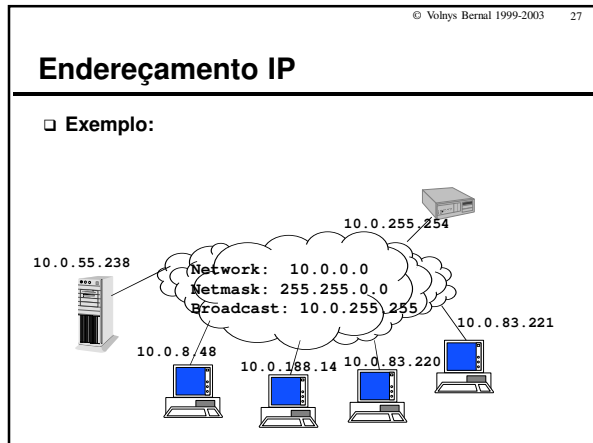 © Volnys Bernal 1999-2003 27
Endereçamento IP
❑ Exemplo:
10.0.255.254
10.0.55.238
Network: 10.0.0.0
Netmask: 255.255.0.0
Broadcast: 10.0.255.255
10.0.83.221
10.0.8.48
10.0.188.14
10.0.83.220